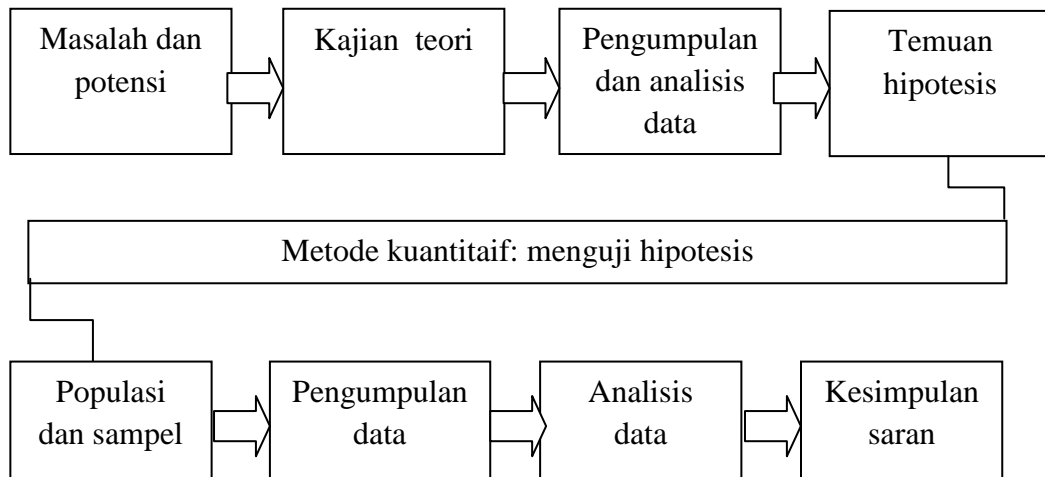 Masalah dan
potensi
Kajian teori
Pengumpulan
dan analisis
data
Temuan
hipotesis
Metode kuantitaif: menguji hipotesis
Populasi
dan sampel
Pengumpulan
data
Analisis
data
Kesimpulan
saran